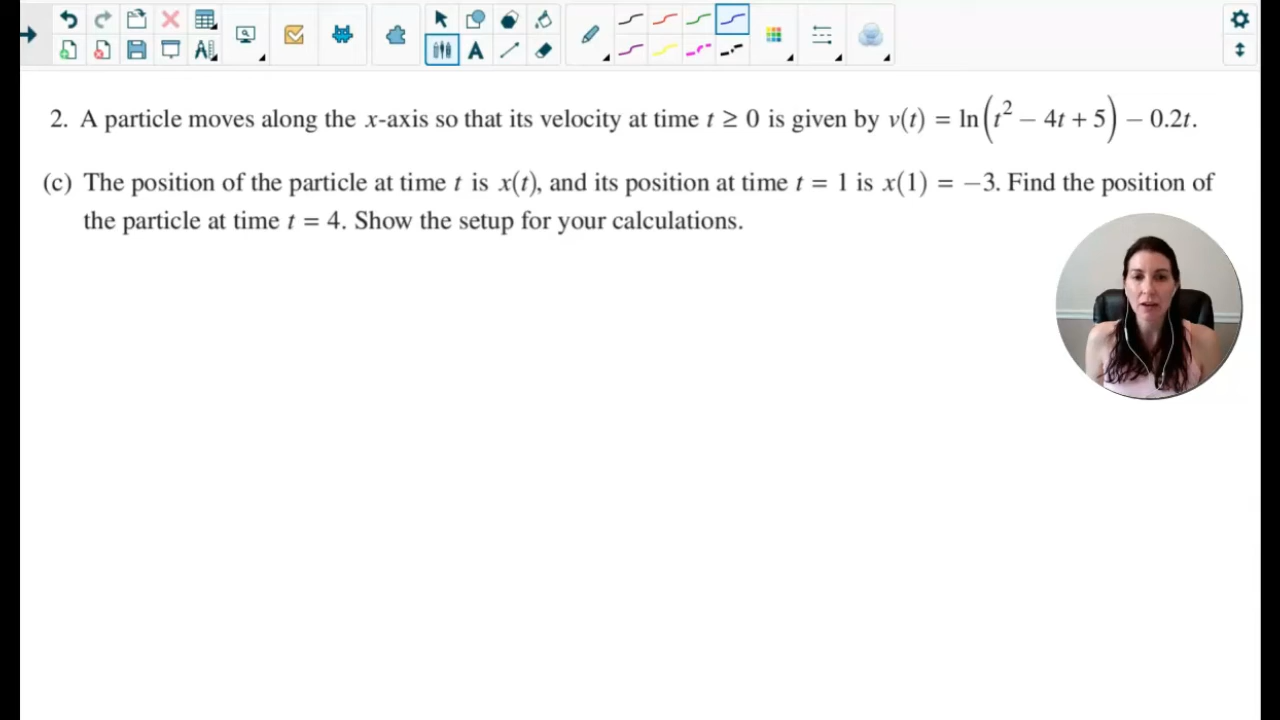 2. A particle moves along the x-axis so that its velocity at time t ≥ 0 is given by v(t) = ln(t² − 4t + 5) − 0.2t.
(c) The position of the particle at time t is x(t), and its position at time t = 1 is x(1) = −3. Find the position of
the particle at time t = 4. Show the setup for your calculations.